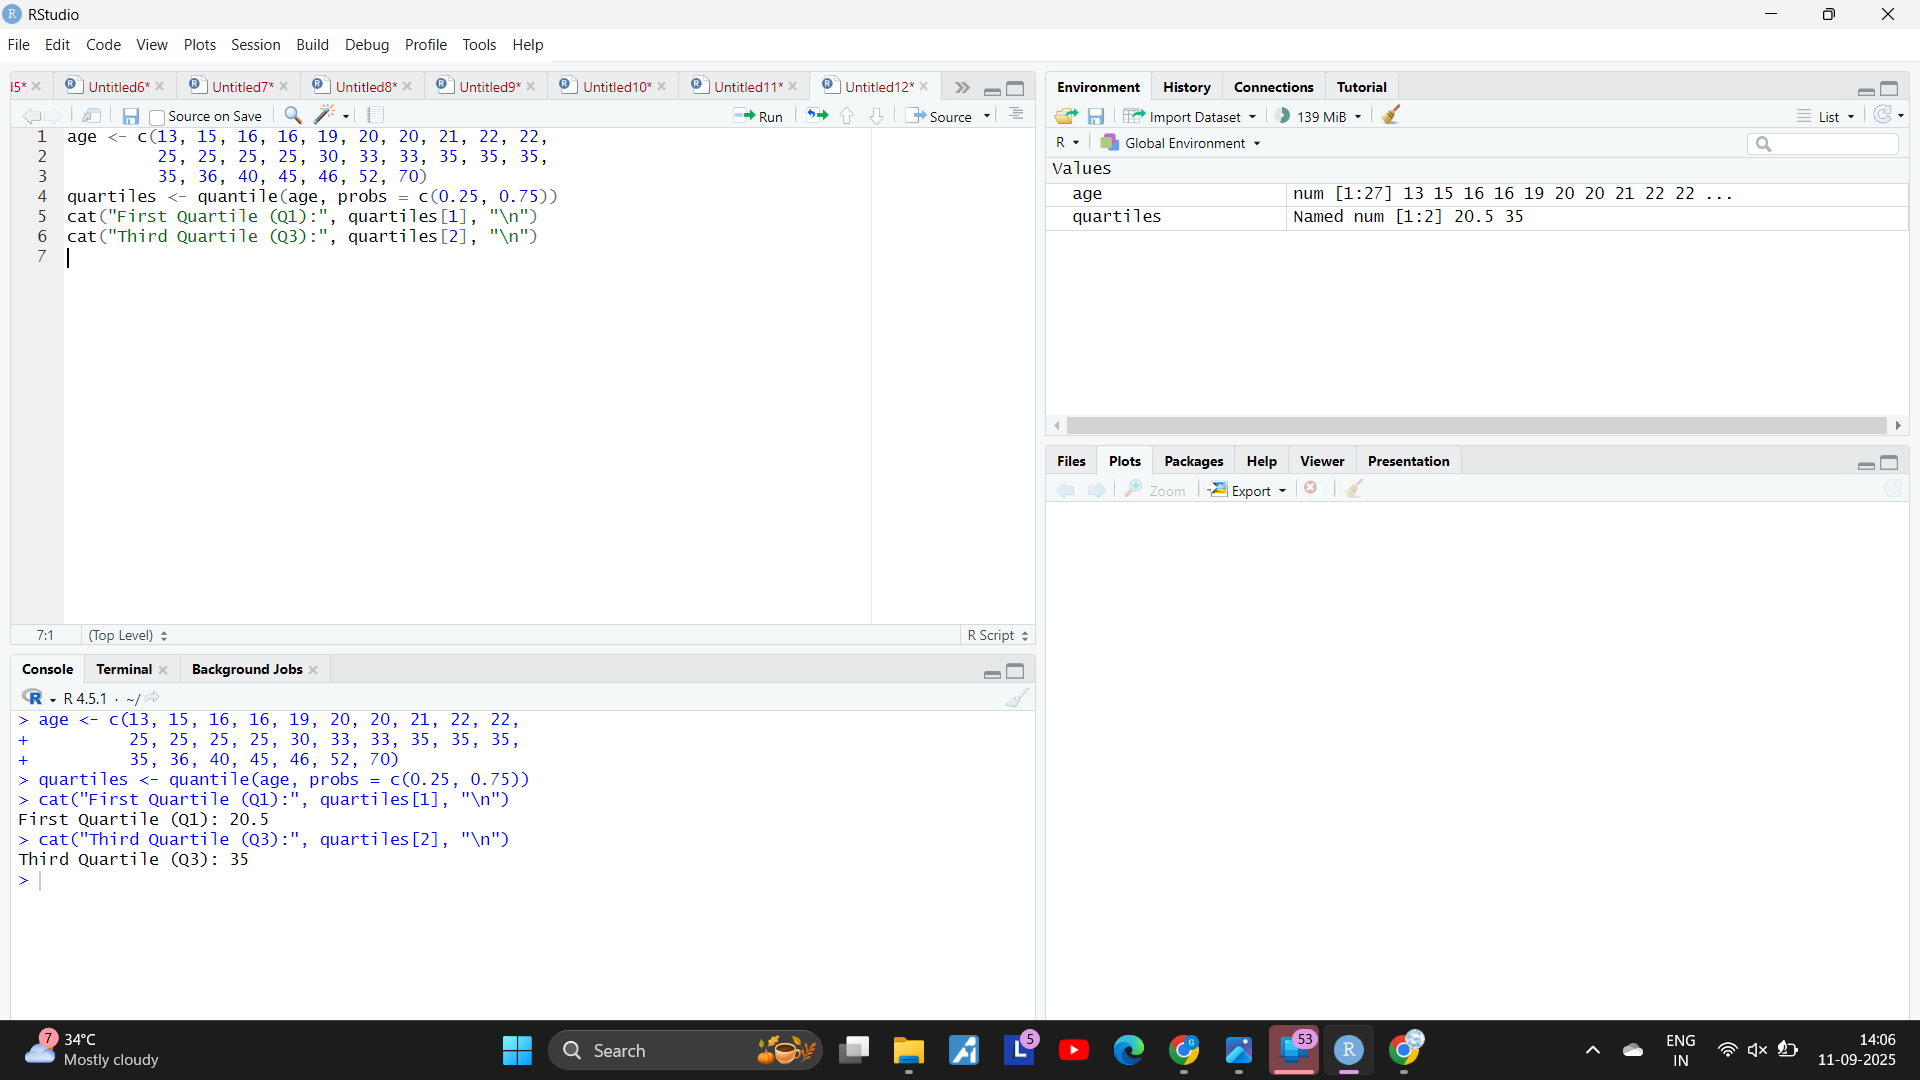 RStudio
File Edit Code View Plots Session Build Debug Profile Tools Help
i5* Untitled6* Untitled7* Untitled8* Untitled9* Untitled10* Untitled11* Untitled12*
Source on Save Run Source
1 age <- c(13, 15, 16, 16, 19, 20, 20, 21, 22, 22,
2 25, 25, 25, 25, 30, 33, 33, 35, 35, 35,
3 35, 36, 40, 45, 46, 52, 70)
4 quartiles <- quantile(age, probs = c(0.25, 0.75))
5 cat("First Quartile (Q1):", quartiles[1], "\n")
6 cat("Third Quartile (Q3):", quartiles[2], "\n")
7
7:1 (Top Level) R Script
Console Terminal Background Jobs
R 4.5.1 · ~/
> age <- c(13, 15, 16, 16, 19, 20, 20, 21, 22, 22,
+ 25, 25, 25, 25, 30, 33, 33, 35, 35, 35,
+ 35, 36, 40, 45, 46, 52, 70)
> quartiles <- quantile(age, probs = c(0.25, 0.75))
> cat("First Quartile (Q1):", quartiles[1], "\n")
First Quartile (Q1): 20.5
> cat("Third Quartile (Q3):", quartiles[2], "\n")
Third Quartile (Q3): 35
>
Environment History Connections Tutorial
Import Dataset 139 MiB List
R Global Environment
Values
age num [1:27] 13 15 16 16 19 20 20 21 22 22 ...
quartiles Named num [1:2] 20.5 35
Files Plots Packages Help Viewer Presentation
Zoom Export
7 34°C
Mostly cloudy
Search
L 5
53
R
ENG
IN
14:06
11-09-2025